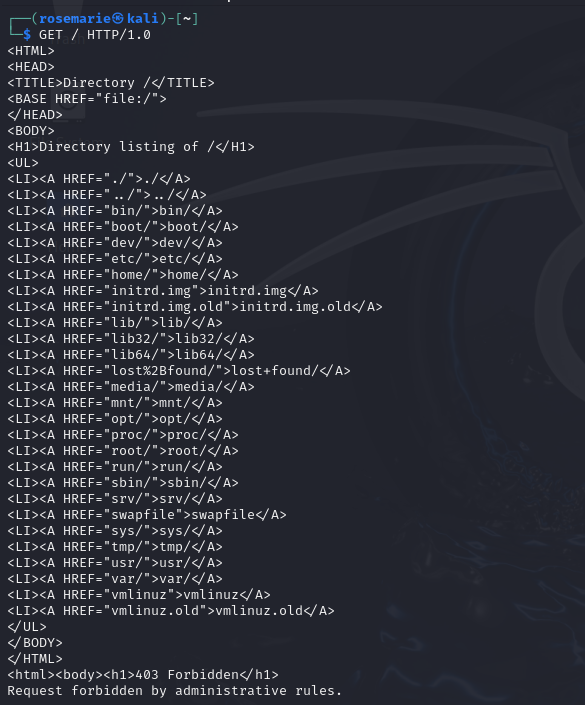 ┌──(rosemarie㉿kali)-[~]
└─$ GET / HTTP/1.0
<HTML>
<HEAD>
<TITLE>Directory /</TITLE>
<BASE HREF="file:/">
</HEAD>
<BODY>
<H1>Directory listing of /</H1>
<UL>
<LI><A HREF="./">./</A>
<LI><A HREF="../">../</A>
<LI><A HREF="bin/">bin/</A>
<LI><A HREF="boot/">boot/</A>
<LI><A HREF="dev/">dev/</A>
<LI><A HREF="etc/">etc/</A>
<LI><A HREF="home/">home/</A>
<LI><A HREF="initrd.img">initrd.img</A>
<LI><A HREF="initrd.img.old">initrd.img.old</A>
<LI><A HREF="lib/">lib/</A>
<LI><A HREF="lib32/">lib32/</A>
<LI><A HREF="lib64/">lib64/</A>
<LI><A HREF="lost%2Bfound/">lost+found/</A>
<LI><A HREF="media/">media/</A>
<LI><A HREF="mnt/">mnt/</A>
<LI><A HREF="opt/">opt/</A>
<LI><A HREF="proc/">proc/</A>
<LI><A HREF="root/">root/</A>
<LI><A HREF="run/">run/</A>
<LI><A HREF="sbin/">sbin/</A>
<LI><A HREF="srv/">srv/</A>
<LI><A HREF="swapfile">swapfile</A>
<LI><A HREF="sys/">sys/</A>
<LI><A HREF="tmp/">tmp/</A>
<LI><A HREF="usr/">usr/</A>
<LI><A HREF="var/">var/</A>
<LI><A HREF="vmlinuz">vmlinuz</A>
<LI><A HREF="vmlinuz.old">vmlinuz.old</A>
</UL>
</BODY>
</HTML>
<html><body><h1>403 Forbidden</h1>
Request forbidden by administrative rules.